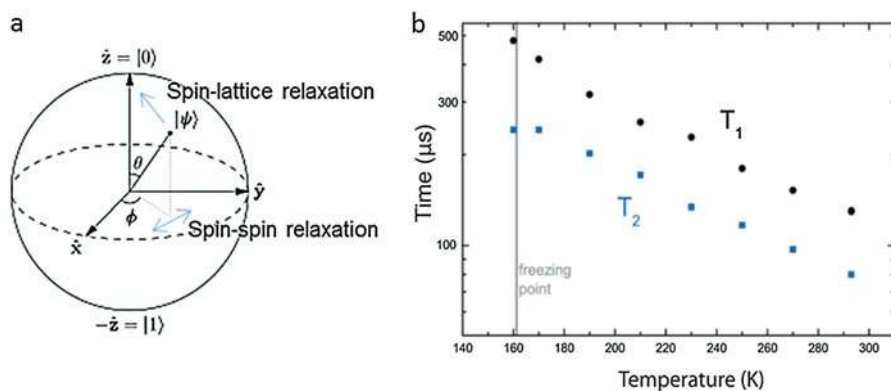 a
ẑ = |0⟩
Spin-lattice relaxation
|ψ⟩
θ
ŷ
ϕ
Spin-spin relaxation
x̂
-ẑ = |1⟩
b
500
300
100
Time (μs)
T1
T2
freezing
point
140 160 180 200 220 240 260 280 300
Temperature (K)